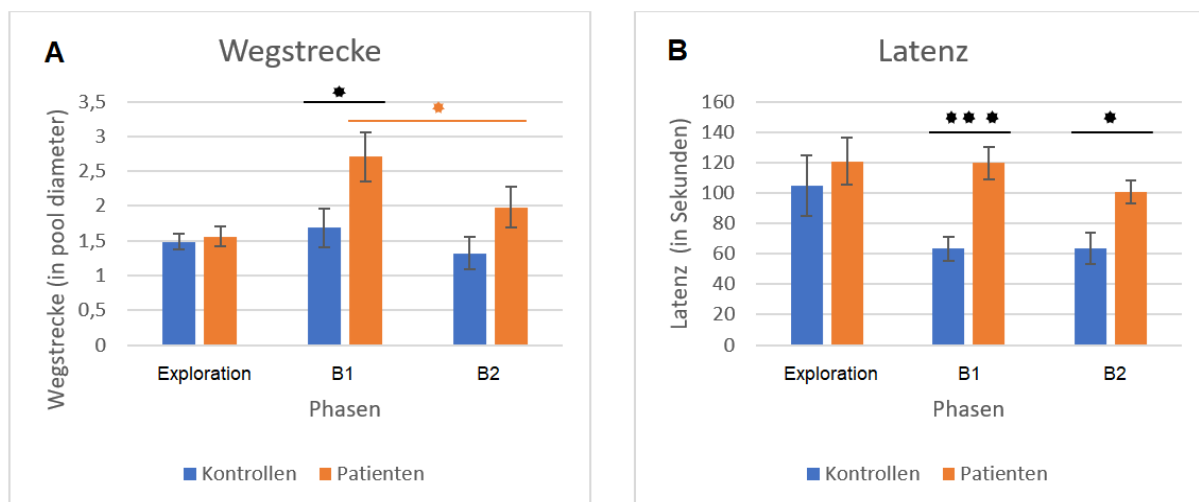 A
Wegstrecke
Wegstrecke (in pool diameter)
3,5
3
2,5
2
1,5
1
0,5
0
Exploration B1 B2
Phasen
Kontrollen Patienten
B
Latenz
Latenz (in Sekunden)
160
140
120
100
80
60
40
20
0
Exploration B1 B2
Phasen
Kontrollen Patienten